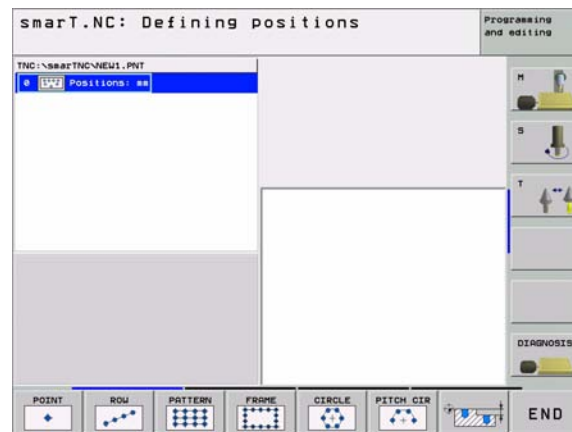 smarT.NC: Defining positions
Programming
and editing
TNC:\smarTNC\NEW1.PNT
0 Positions: mm
M
S
T
DIAGNOSIS
POINT
ROW
PATTERN
FRAME
CIRCLE
PITCH CIR
END